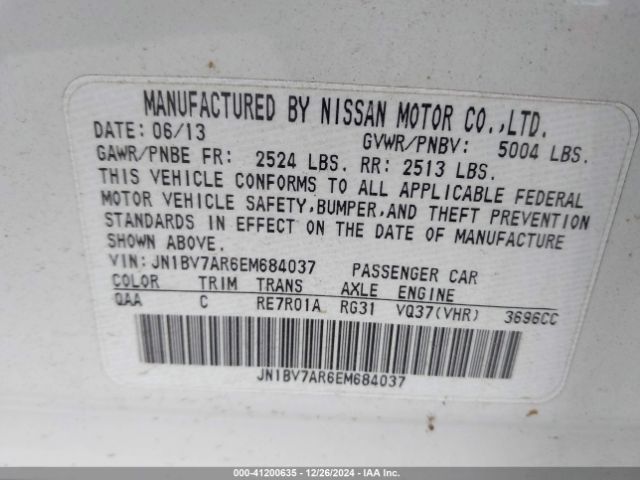 MANUFACTURED BY NISSAN MOTOR CO.,LTD.
DATE: 06/13 GVWR/PNBV: 5004 LBS.
GAWR/PNBE FR: 2524 LBS. RR: 2513 LBS.
THIS VEHICLE CONFORMS TO ALL APPLICABLE FEDERAL
MOTOR VEHICLE SAFETY,BUMPER,AND THEFT PREVENTION
STANDARDS IN EFFECT ON THE DATE OF MANUFACTURE
SHOWN ABOVE.
VIN: JN1BV7AR6EM684037 PASSENGER CAR
COLOR TRIM TRANS AXLE ENGINE
QAA C RE7R01A RG31 VQ37(VHR) 3696CC
JN1BV7AR6EM684037
000-41200635 - 12/26/2024 - IAA Inc.